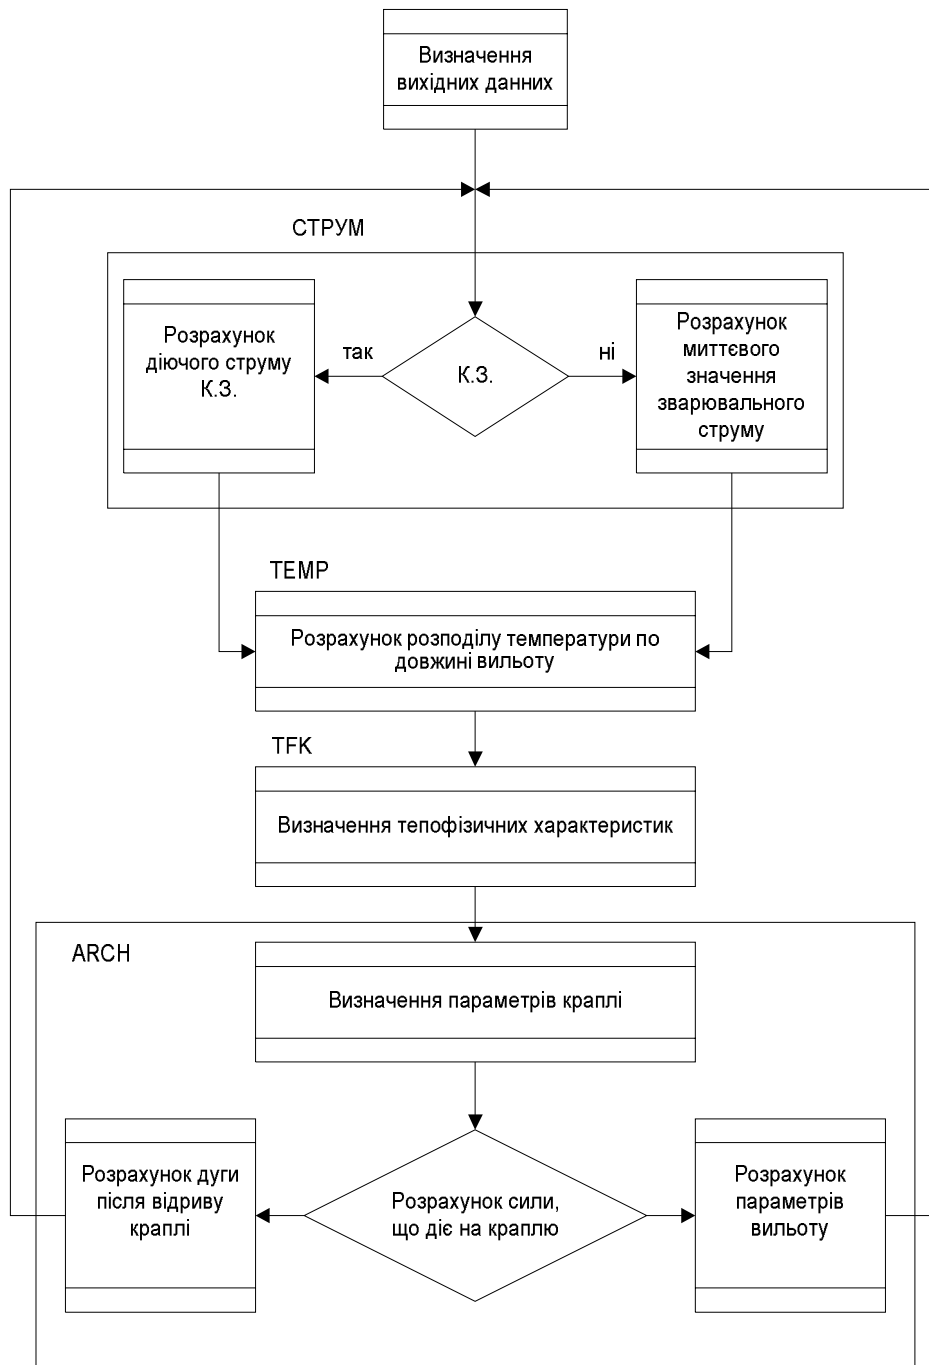 Визначення
вихідних данних
СТРУМ
Розрахунок
діючого струму
К.З.
так
К.З.
ні
Розрахунок
миттєвого
значення
зварювального
струму
TEMP
Розрахунок розподілу температури по
довжині вильоту
TFK
Визначення тепофізичних характеристик
ARCH
Визначення параметрів краплі
Розрахунок дуги
після відриву
краплі
Розрахунок сили,
що діє на краплю
Розрахунок
параметрів
вильоту